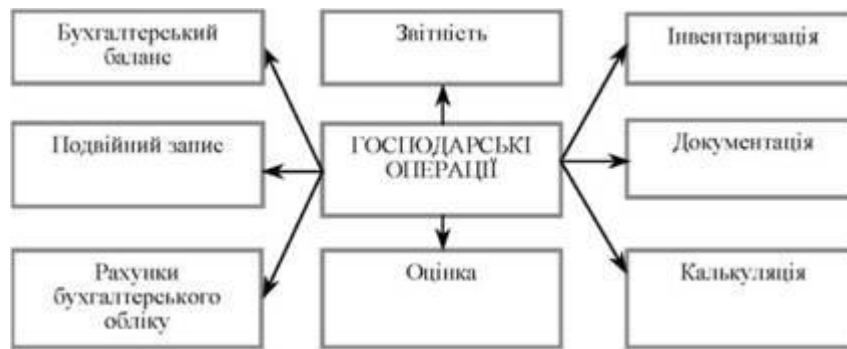 Бухгалтерський
баланс
Звітність
Інвентаризація
Подвійний запис
ГОСПОДАРСЬКІ
ОПЕРАЦІЇ
Документація
Рахунки
бухгалтерського
обліку
Оцінка
Калькуляція